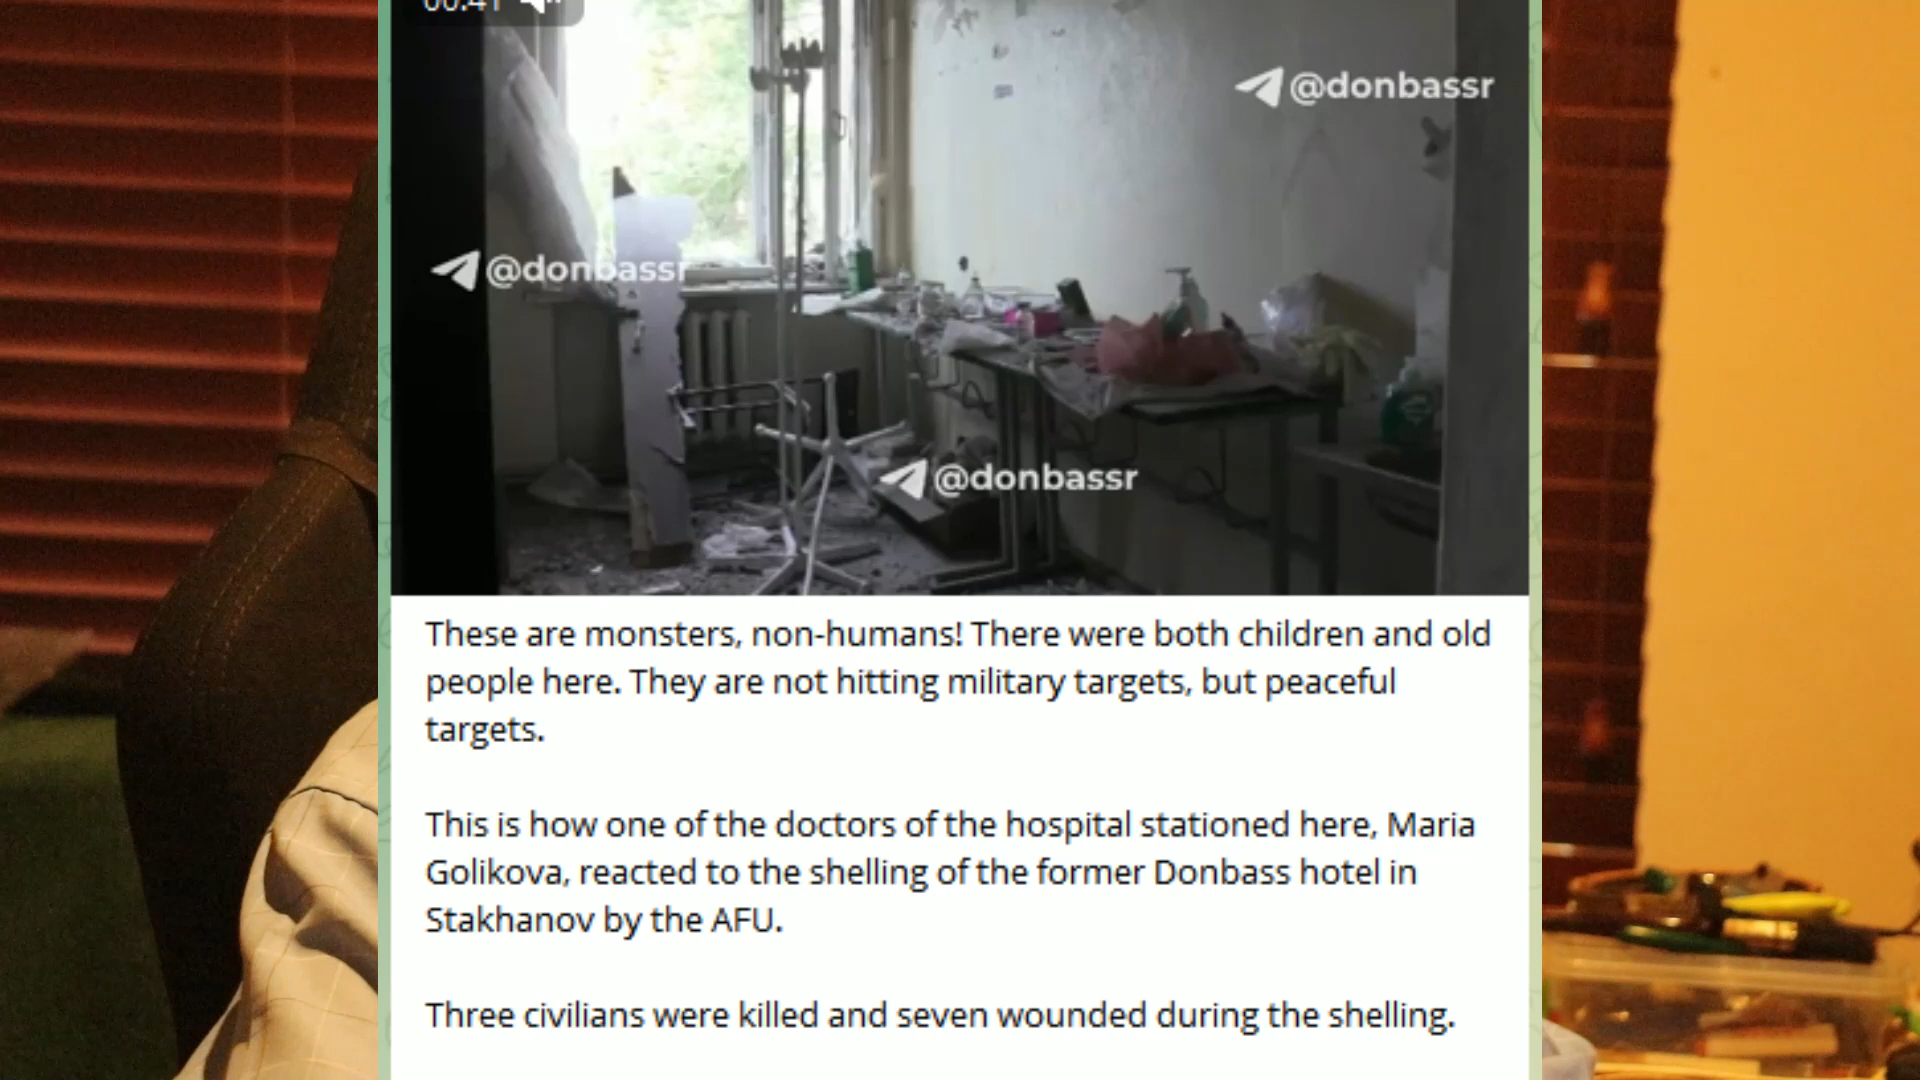 00:41
@donbassr
@donbassr
@donbassr
These are monsters, non-humans! There were both children and old
people here. They are not hitting military targets, but peaceful
targets.
This is how one of the doctors of the hospital stationed here, Maria
Golikova, reacted to the shelling of the former Donbass hotel in
Stakhanov by the AFU.
Three civilians were killed and seven wounded during the shelling.